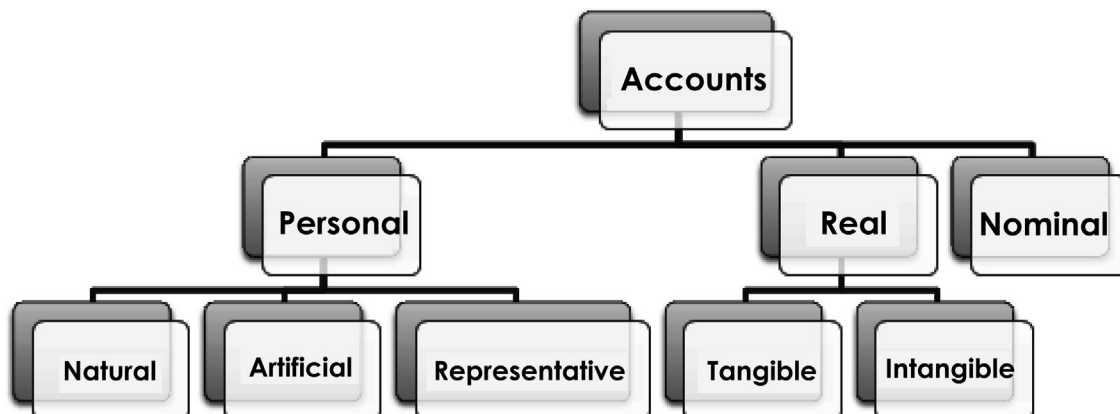 Accounts
Personal
Real
Nominal
Natural
Artificial
Representative
Tangible
Intangible